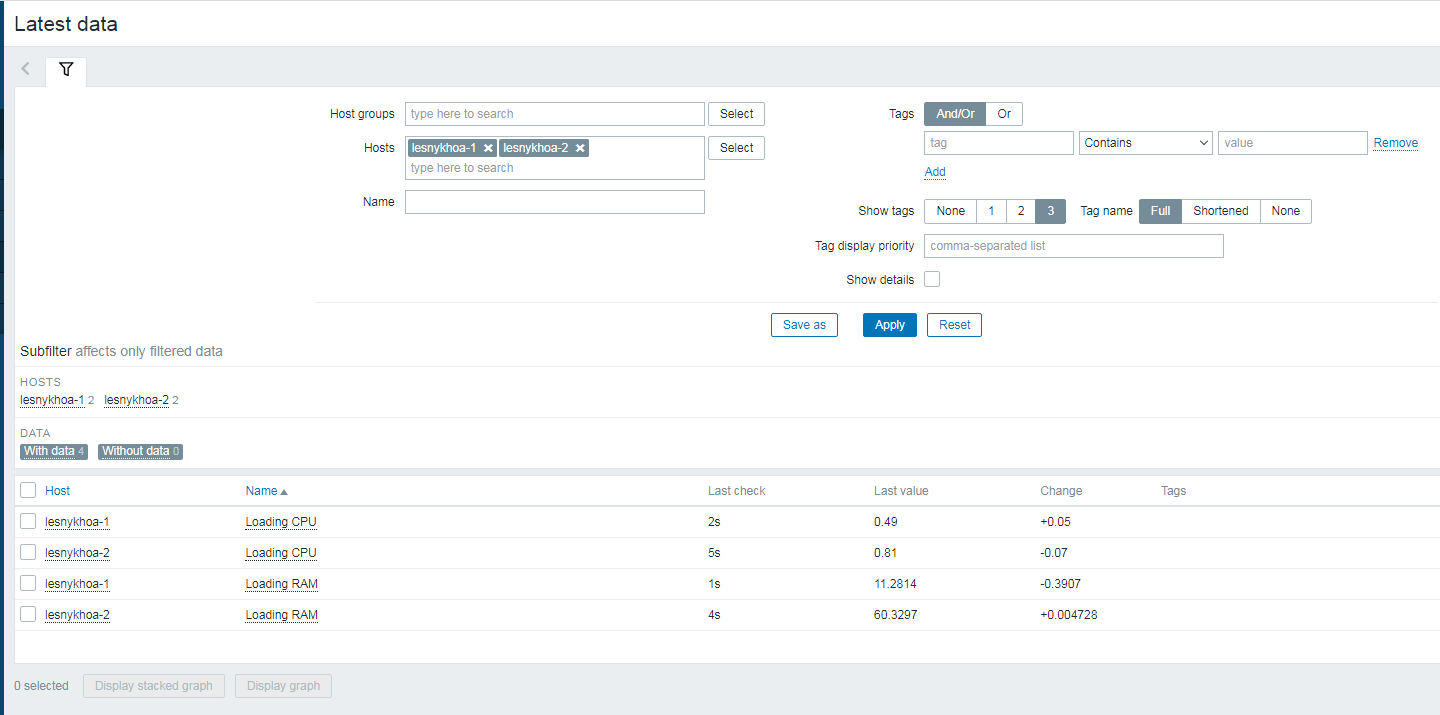 Latest data
Host groups type here to search Select
Hosts lesnykhoa-1 lesnykhoa-2 Select
type here to search
Name
Tags And/Or Or
tag Contains value Remove
Add
Show tags None 1 2 3 Tag name Full Shortened None
Tag display priority comma-separated list
Show details
Save as Apply Reset
Subfilter affects only filtered data
HOSTS
lesnykhoa-1 2 lesnykhoa-2 2
DATA
With data 4 Without data 0
Host Name Last check Last value Change Tags
lesnykhoa-1 Loading CPU 2s 0.49 +0.05
lesnykhoa-2 Loading CPU 5s 0.81 -0.07
lesnykhoa-1 Loading RAM 1s 11.2814 -0.3907
lesnykhoa-2 Loading RAM 4s 60.3297 +0.004728
0 selected Display stacked graph Display graph